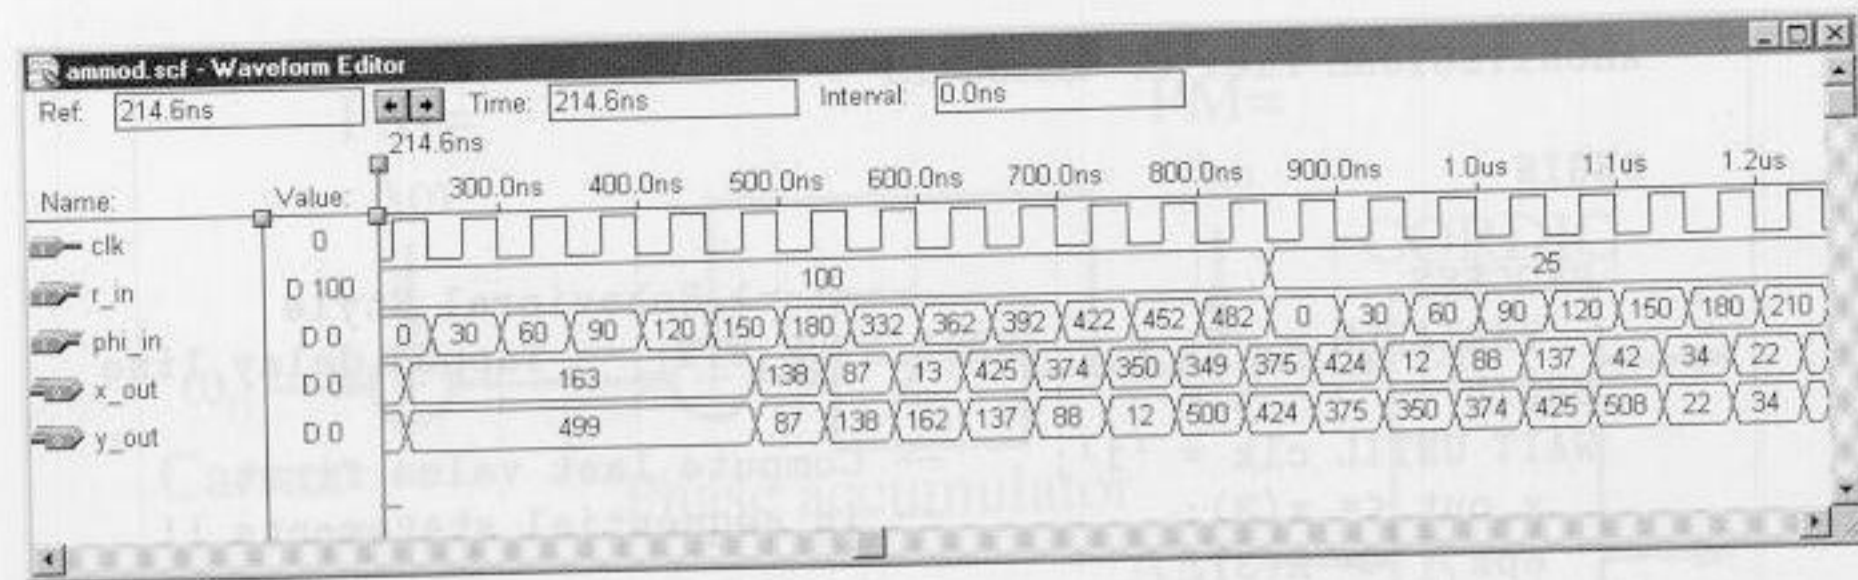 ammod.scf - Waveform Editor
Ref: 214.6ns Time: 214.6ns Interval: 0.0ns
214.6ns
300.0ns 400.0ns 500.0ns 600.0ns 700.0ns 800.0ns 900.0ns 1.0us 1.1us 1.2us
Name: Value:
clk 0
r_in D 100 100 25
phi_in D 0 0 30 60 90 120 150 180 332 362 392 422 452 482 0 30 60 90 120 150 180 210
x_out D 0 163 138 87 13 425 374 350 349 375 424 12 88 137 42 34 22
y_out D 0 499 87 138 162 137 88 12 500 424 375 350 374 425 508 22 34